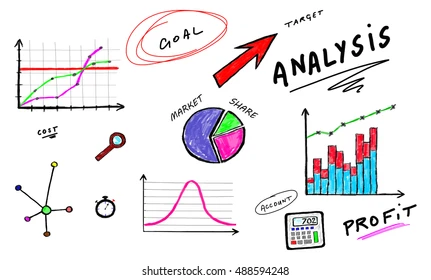 GOAL
TARGET
ANALYSIS
MARKET
SHARE
COST
ACCOUNT
702
PROFIT
shutterstock.com · 488594248